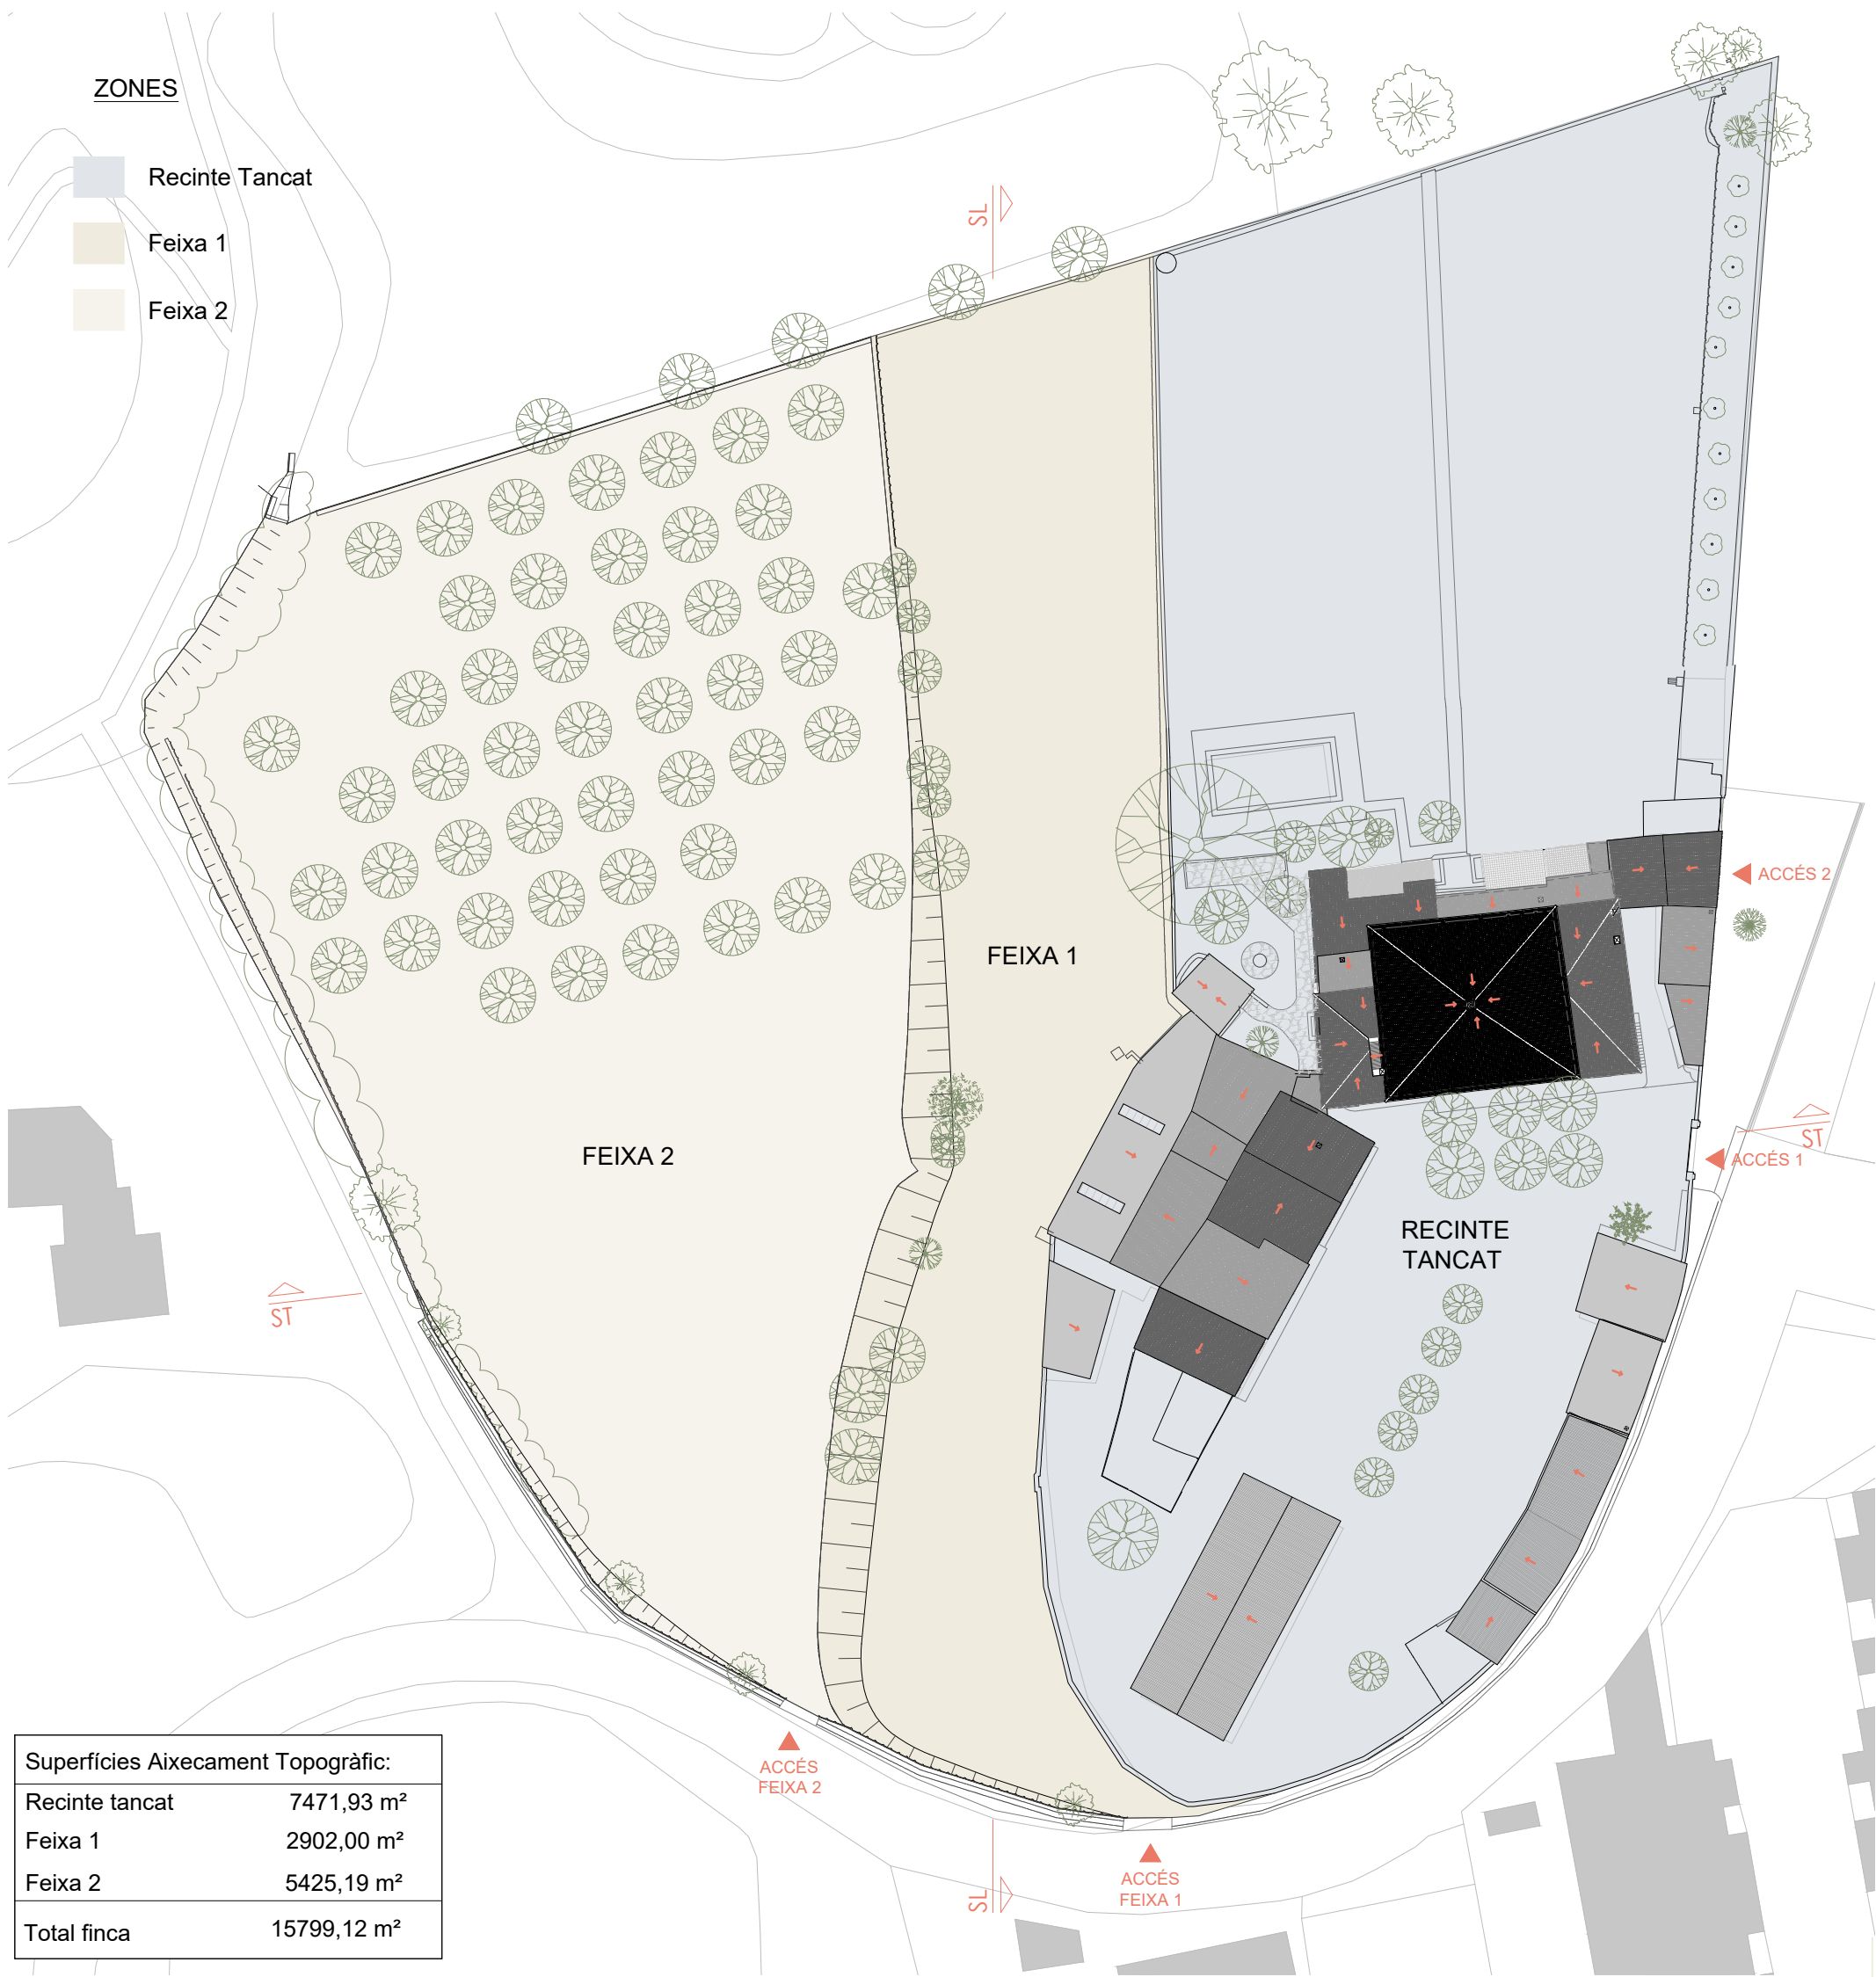 ZONES
Recinte Tancat
Feixa 1
Feixa 2
SL
ACCÉS 2
FEIXA 1
ST
ACCÉS 1
FEIXA 2
RECINTE
TANCAT
ST
Superfícies Aixecament Topogràfic:
Recinte tancat 7471,93 m²
Feixa 1 2902,00 m²
Feixa 2 5425,19 m²
Total finca 15799,12 m²
ACCÉS
FEIXA 2
ACCÉS
FEIXA 1
SL